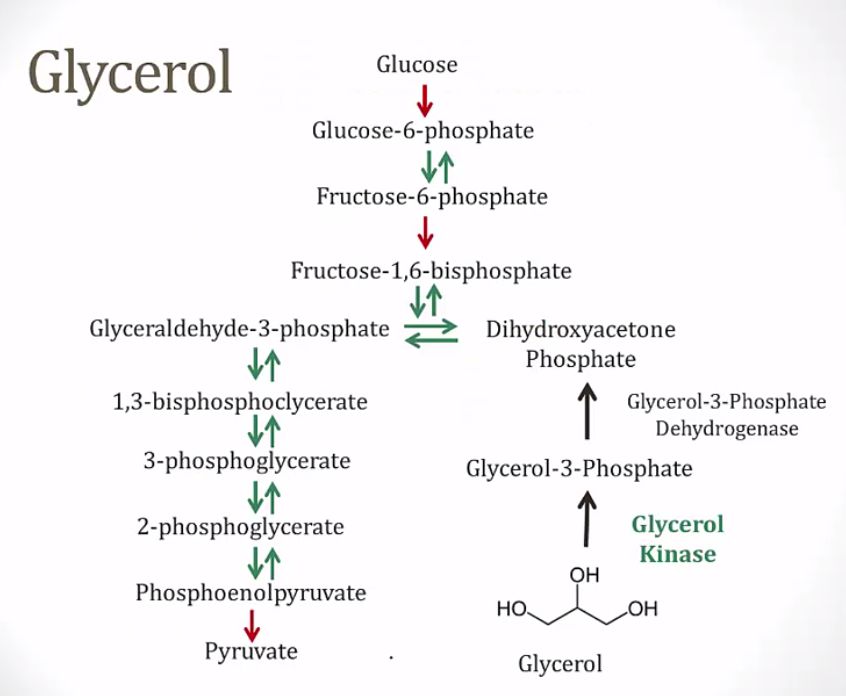 Glycerol
Glucose
Glucose-6-phosphate
Fructose-6-phosphate
Fructose-1,6-bisphosphate
Glyceraldehyde-3-phosphate
Dihydroxyacetone
Phosphate
1,3-bisphosphoclycerate
Glycerol-3-Phosphate
Dehydrogenase
3-phosphoglycerate
Glycerol-3-Phosphate
2-phosphoglycerate
Glycerol
Kinase
Phosphoenolpyruvate
OH
HO
OH
Pyruvate
Glycerol